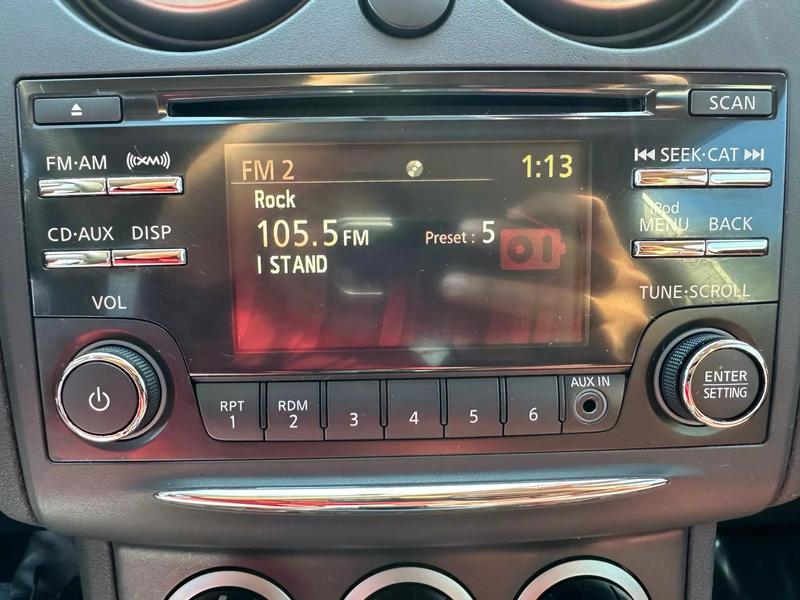 SCAN
FM·AM
((XM))
SEEK·CAT
CD·AUX
DISP
iPod
MENU
BACK
VOL
TUNE·SCROLL
FM 2
1:13
Rock
105.5 FM
Preset : 5
I STAND
RPT
1
RDM
2
3
4
5
6
AUX IN
ENTER
SETTING